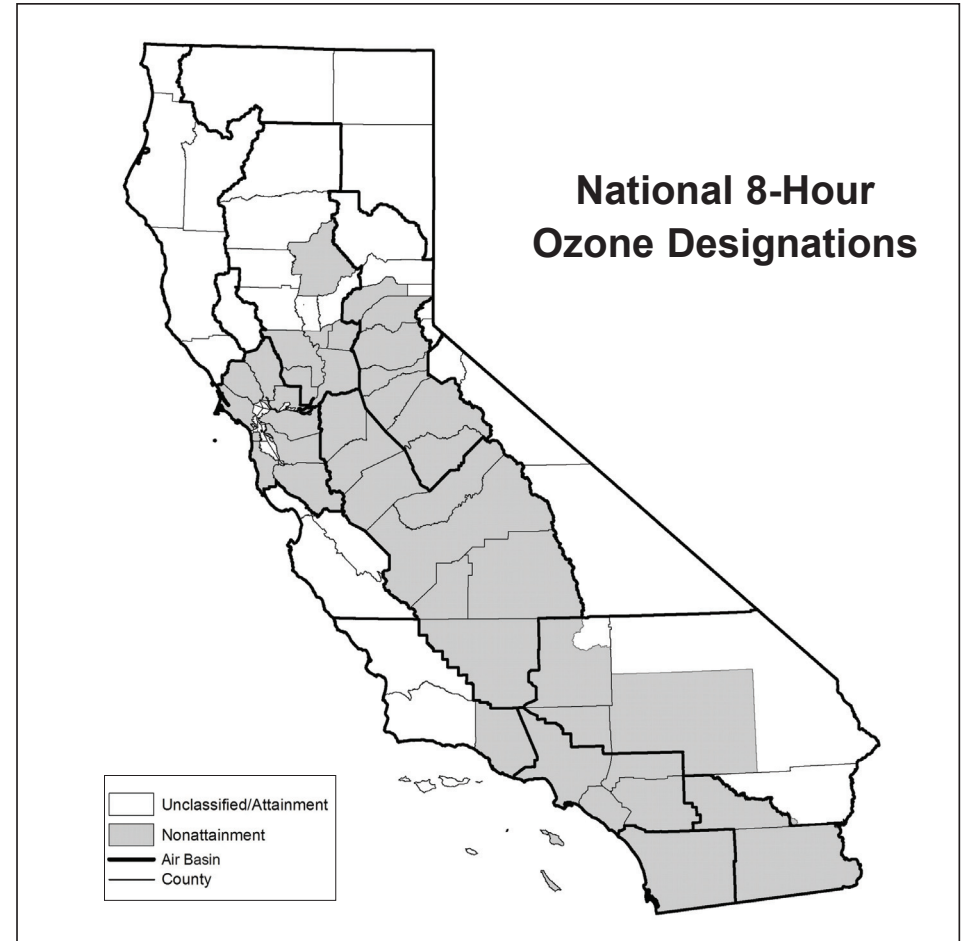 National 8-Hour
Ozone Designations
Unclassified/Attainment
Nonattainment
Air Basin
County